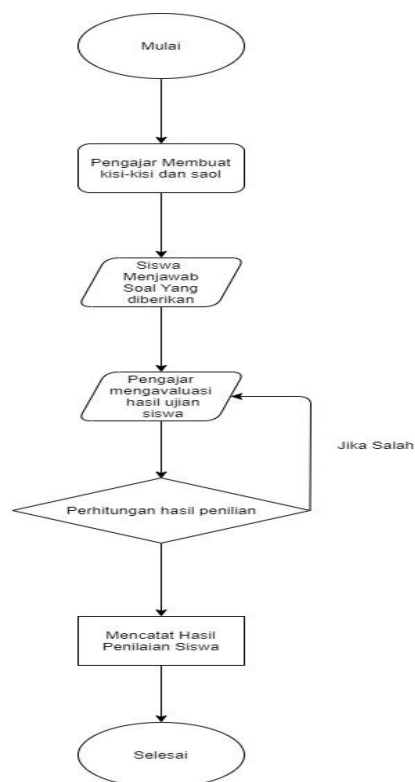 Mulai
Pengajar Membuat
kisi-kisi dan saol
Siswa
Menjawab
Soal Yang
diberikan
Pengajar
mengavaluasi
hasil ujian
siswa
Jika Salah
Perhitungan hasil penilian
Mencatat Hasil
Penilaian Siswa
Selesai